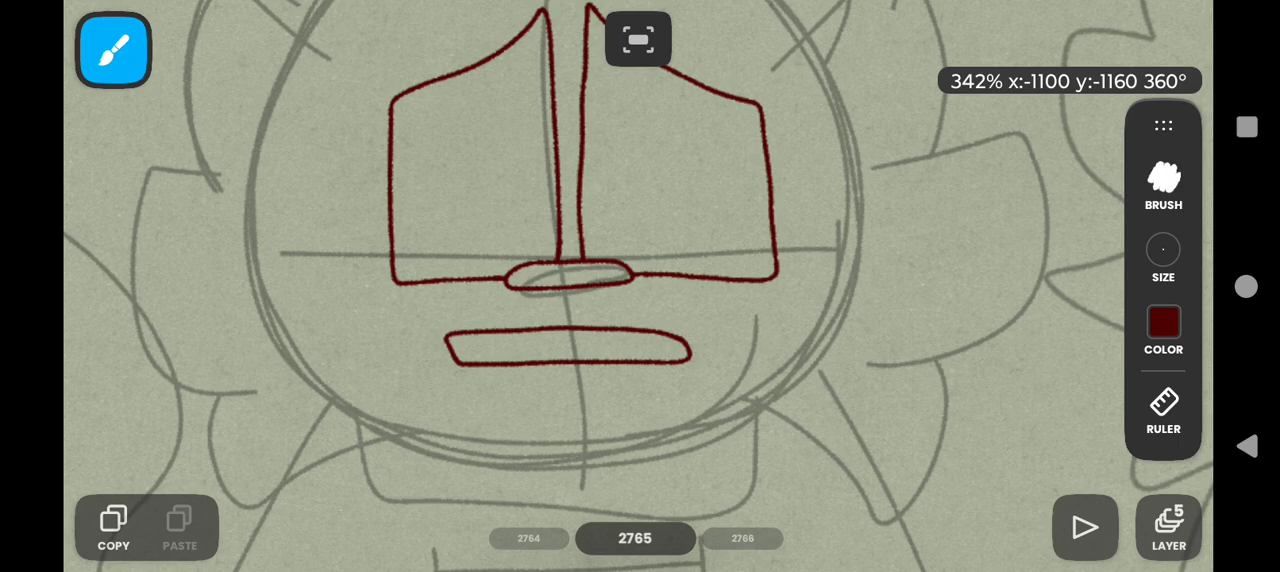 342% x:-1100 y:-1160 360°
BRUSH
SIZE
COLOR
RULER
COPY PASTE
2764 2765 2766
5
LAYER